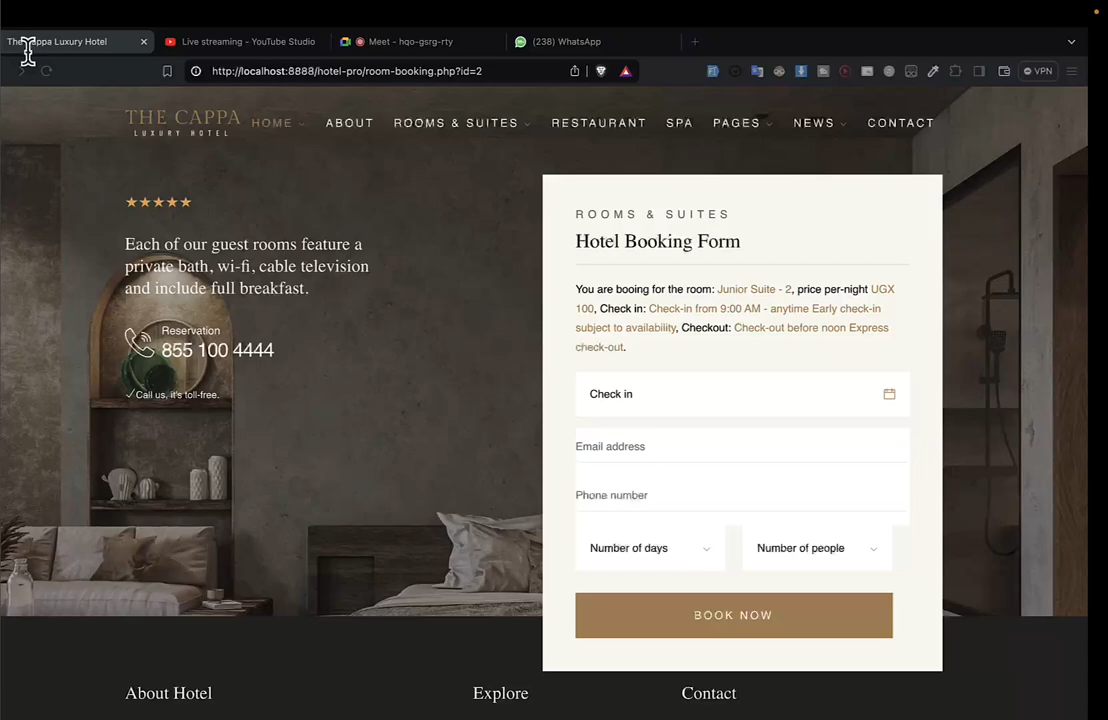 The Cappa Luxury Hotel
Live streaming - YouTube Studio
Meet - hqo-gsrg-rty
(238) WhatsApp
http://localhost:8888/hotel-pro/room-booking.php?id=2
VPN
THE CAPPA
LUXURY HOTEL
HOME
ABOUT
ROOMS & SUITES
RESTAURANT
SPA
PAGES
NEWS
CONTACT
Each of our guest rooms feature a
private bath, wi-fi, cable television
and include full breakfast.
Reservation
855 100 4444
Call us, it's toll-free.
ROOMS & SUITES
Hotel Booking Form
You are booing for the room: Junior Suite - 2, price per-night UGX
100, Check in: Check-in from 9:00 AM - anytime Early check-in
subject to availability, Checkout: Check-out before noon Express
check-out.
Check in
Email address
Phone number
Number of days
Number of people
BOOK NOW
About Hotel
Explore
Contact